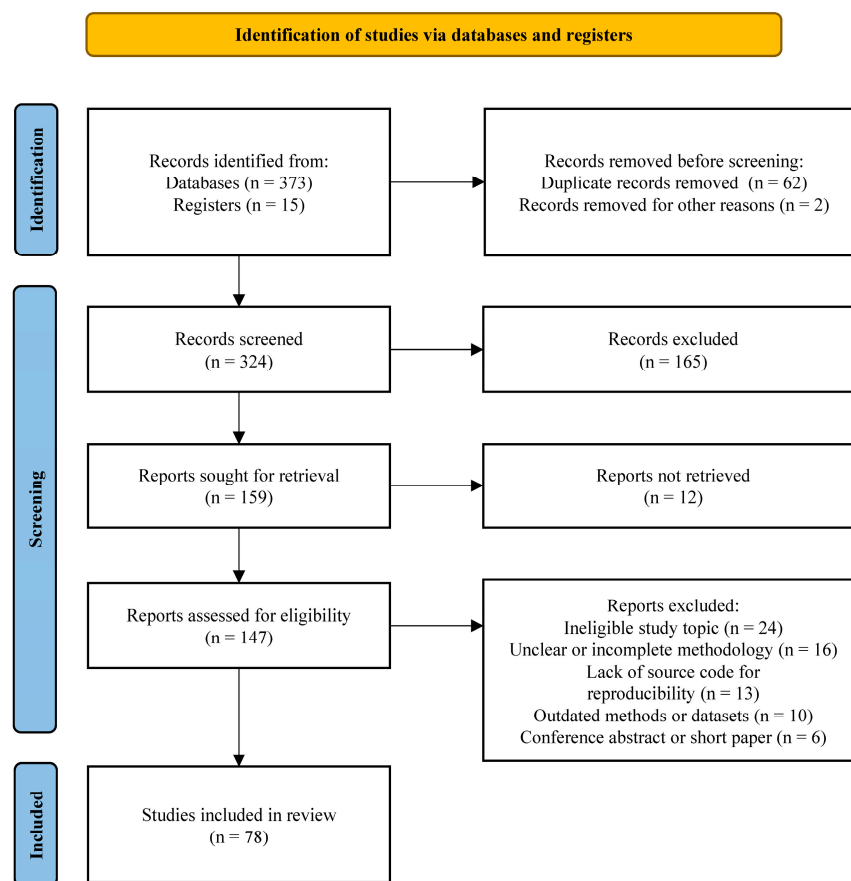 Identification of studies via databases and registers
Identification
Records identified from:
Databases (n = 373)
Registers (n = 15)
Records removed before screening:
Duplicate records removed (n = 62)
Records removed for other reasons (n = 2)
Screening
Records screened
(n = 324)
Records excluded
(n = 165)
Reports sought for retrieval
(n = 159)
Reports not retrieved
(n = 12)
Reports assessed for eligibility
(n = 147)
Reports excluded:
Ineligible study topic (n = 24)
Unclear or incomplete methodology (n = 16)
Lack of source code for
reproducibility (n = 13)
Outdated methods or datasets (n = 10)
Conference abstract or short paper (n = 6)
Included
Studies included in review
(n = 78)